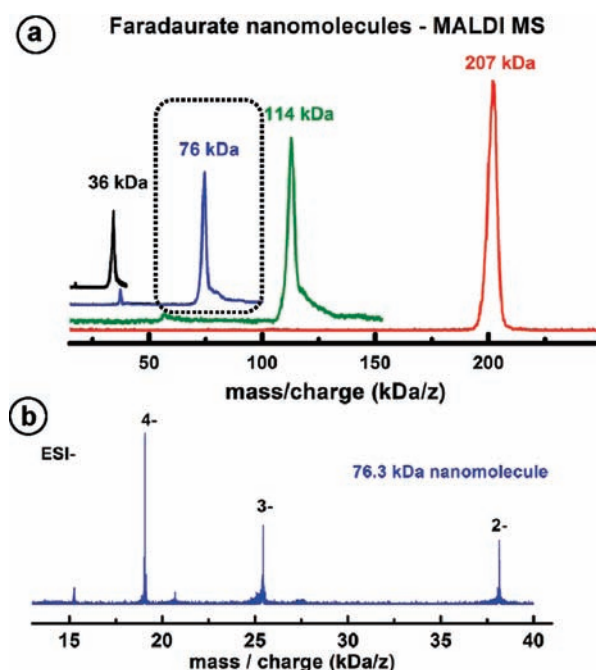 a
Faradaurate nanomolecules - MALDI MS
207 kDa
114 kDa
76 kDa
36 kDa
50 100 150 200
mass/charge (kDa/z)
b
ESI-
4-
76.3 kDa nanomolecule
3-
2-
15 20 25 30 35 40
mass / charge (kDa/z)